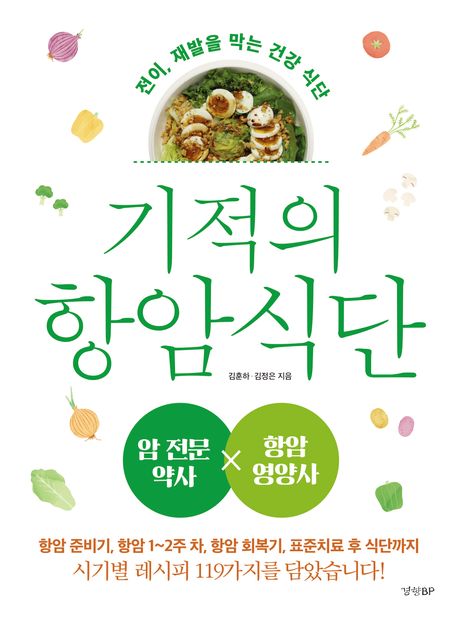 전이, 재발을 막는 건강 식단
기적의
항암식단
김훈하·김정은 지음
암 전문
약사
×
항암
영양사
항암 준비기, 항암 1~2주 차, 항암 회복기, 표준치료 후 식단까지
시기별 레시피 119가지를 담았습니다!
경향BP